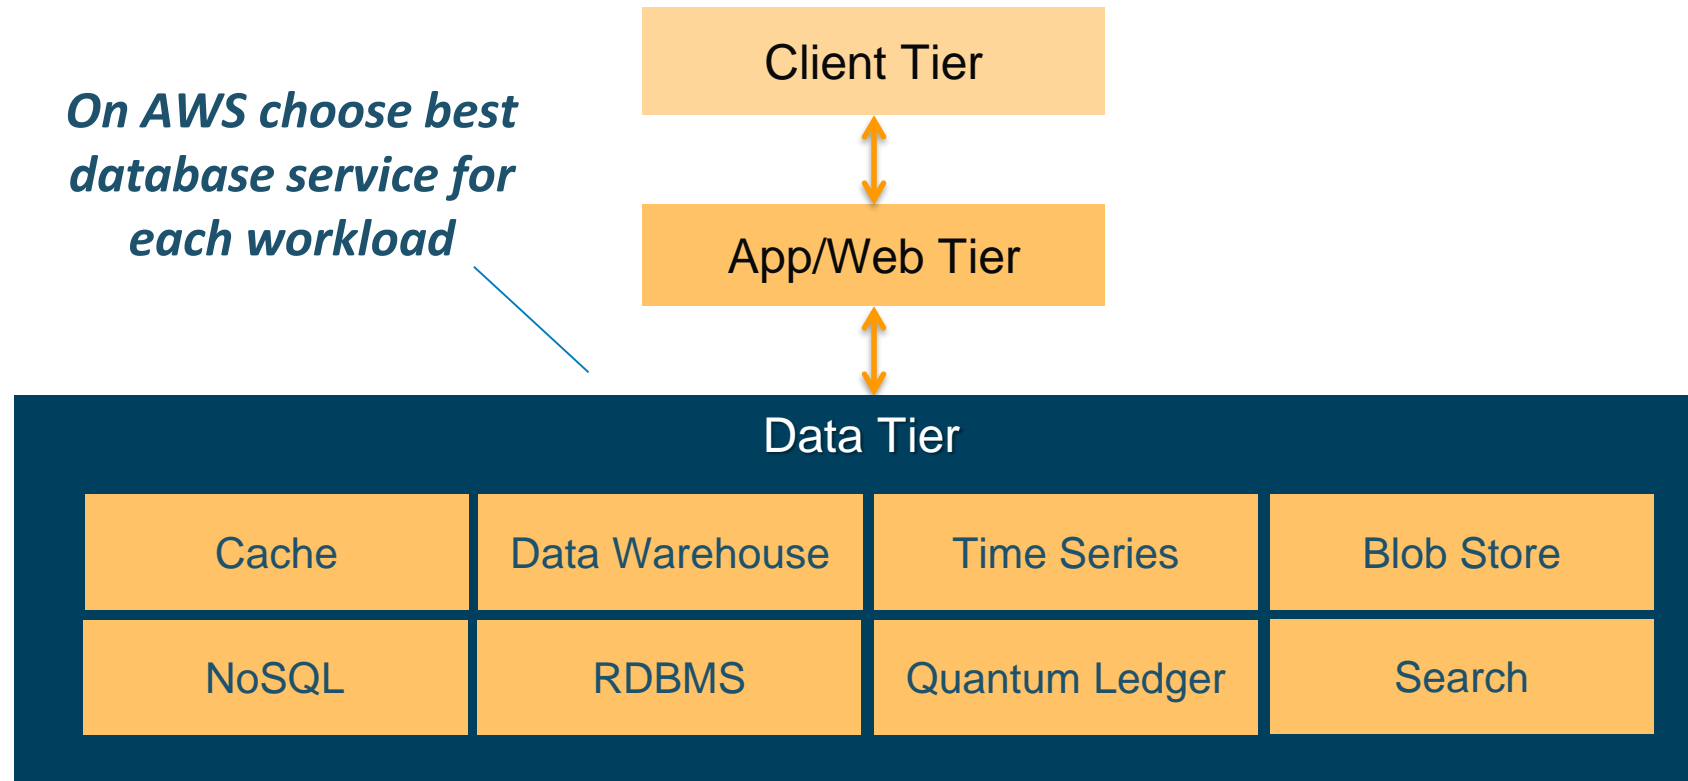 Client Tier
On AWS choose best
database service for
each workload
App/Web Tier
Data Tier
Cache
Data Warehouse
Time Series
Blob Store
NoSQL
RDBMS
Quantum Ledger
Search